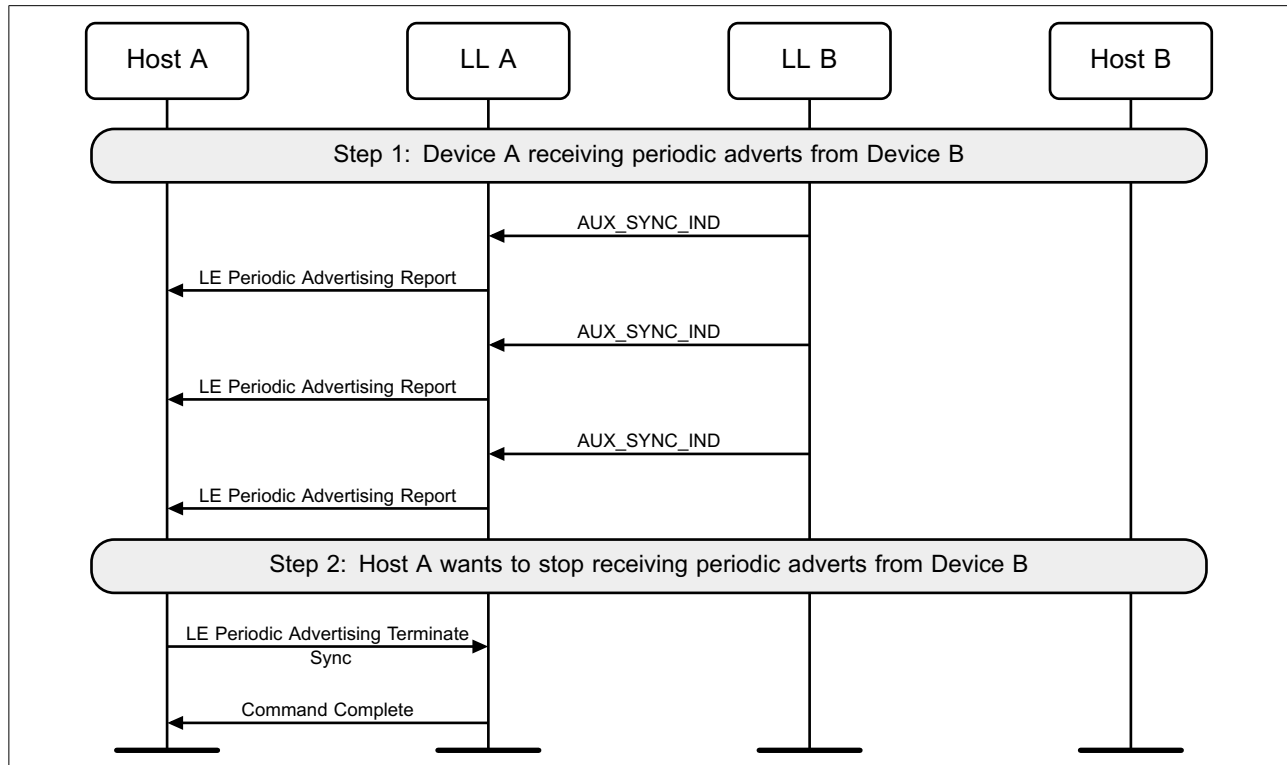 Host A
LL A
LL B
Host B
Step 1: Device A receiving periodic adverts from Device B
AUX_SYNC_IND
LE Periodic Advertising Report
AUX_SYNC_IND
LE Periodic Advertising Report
AUX_SYNC_IND
LE Periodic Advertising Report
Step 2: Host A wants to stop receiving periodic adverts from Device B
LE Periodic Advertising Terminate
Sync
Command Complete